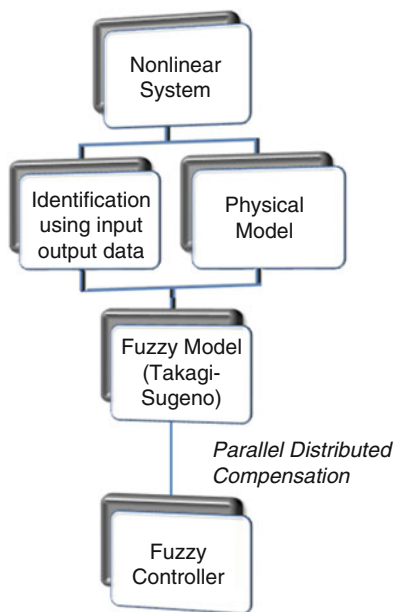 Nonlinear
System
Identification
using input
output data
Physical
Model
Fuzzy Model
(Takagi-
Sugeno)
Parallel Distributed
Compensation
Fuzzy
Controller